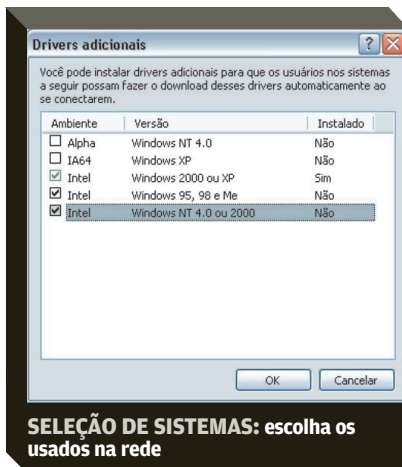 Drivers adicionais
Você pode instalar drivers adicionais para que os usuários nos sistemas
a seguir possam fazer o download desses drivers automaticamente ao
se conectarem.
Ambiente Versão Instalado
Alpha Windows NT 4.0 Não
IA64 Windows XP Não
Intel Windows 2000 ou XP Sim
Intel Windows 95, 98 e Me Não
Intel Windows NT 4.0 ou 2000 Não
OK Cancelar
SELEÇÃO DE SISTEMAS: escolha os
usados na rede